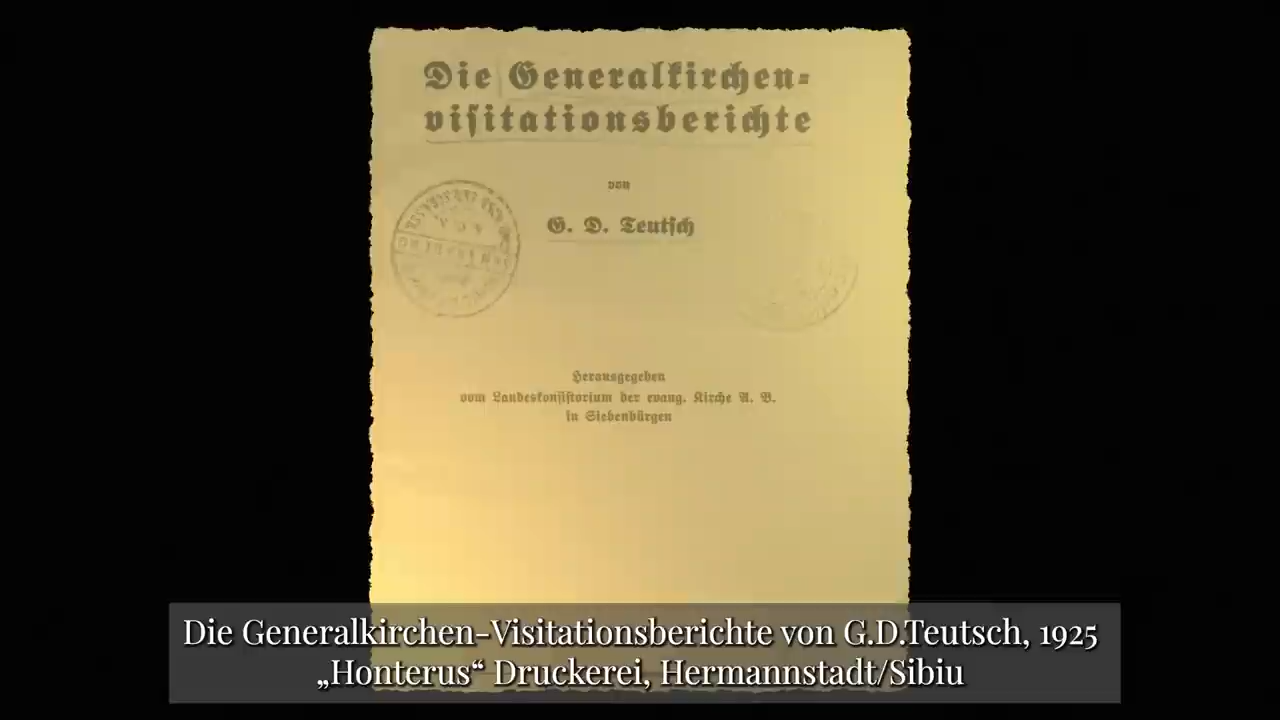 Die Generalkirchen-
visitationsberichte
von
G. D. Teutsch
Herausgegeben
vom Landeskonsistorium der evang. Kirche A. B.
in Siebenbürgen
Die Generalkirchen-Visitationsberichte von G.D.Teutsch, 1925
„Honterus“ Druckerei, Hermannstadt/Sibiu